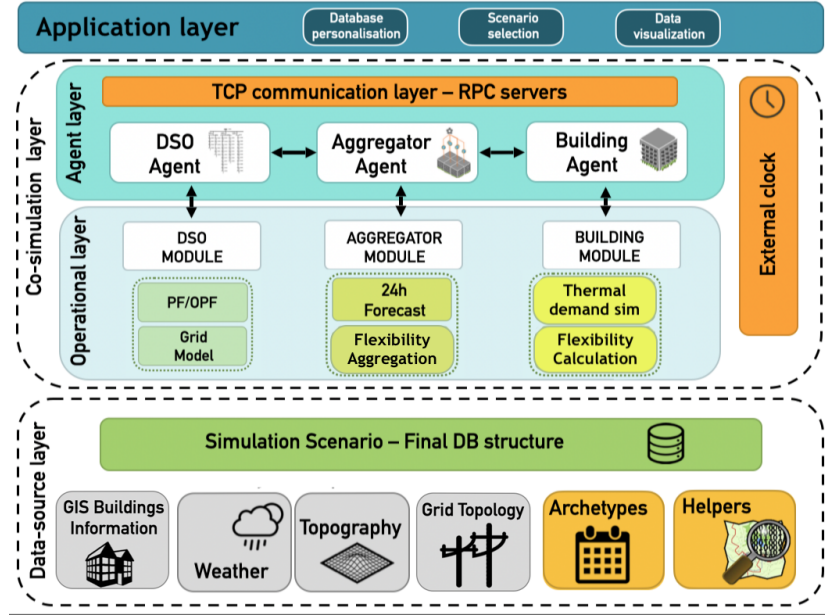 Application layer
Database
personalisation
Scenario
selection
Data
visualization
Co-simulation layer
Agent layer
TCP communication layer – RPC servers
DSO
Agent
Aggregator
Agent
Building
Agent
External clock
Operational layer
DSO
MODULE
AGGREGATOR
MODULE
BUILDING
MODULE
PF/OPF
Grid
Model
24h
Forecast
Flexibility
Aggregation
Thermal
demand sim
Flexibility
Calculation
Data-source layer
Simulation Scenario – Final DB structure
GIS Buildings
Information
Weather
Topography
Grid Topology
Archetypes
Helpers